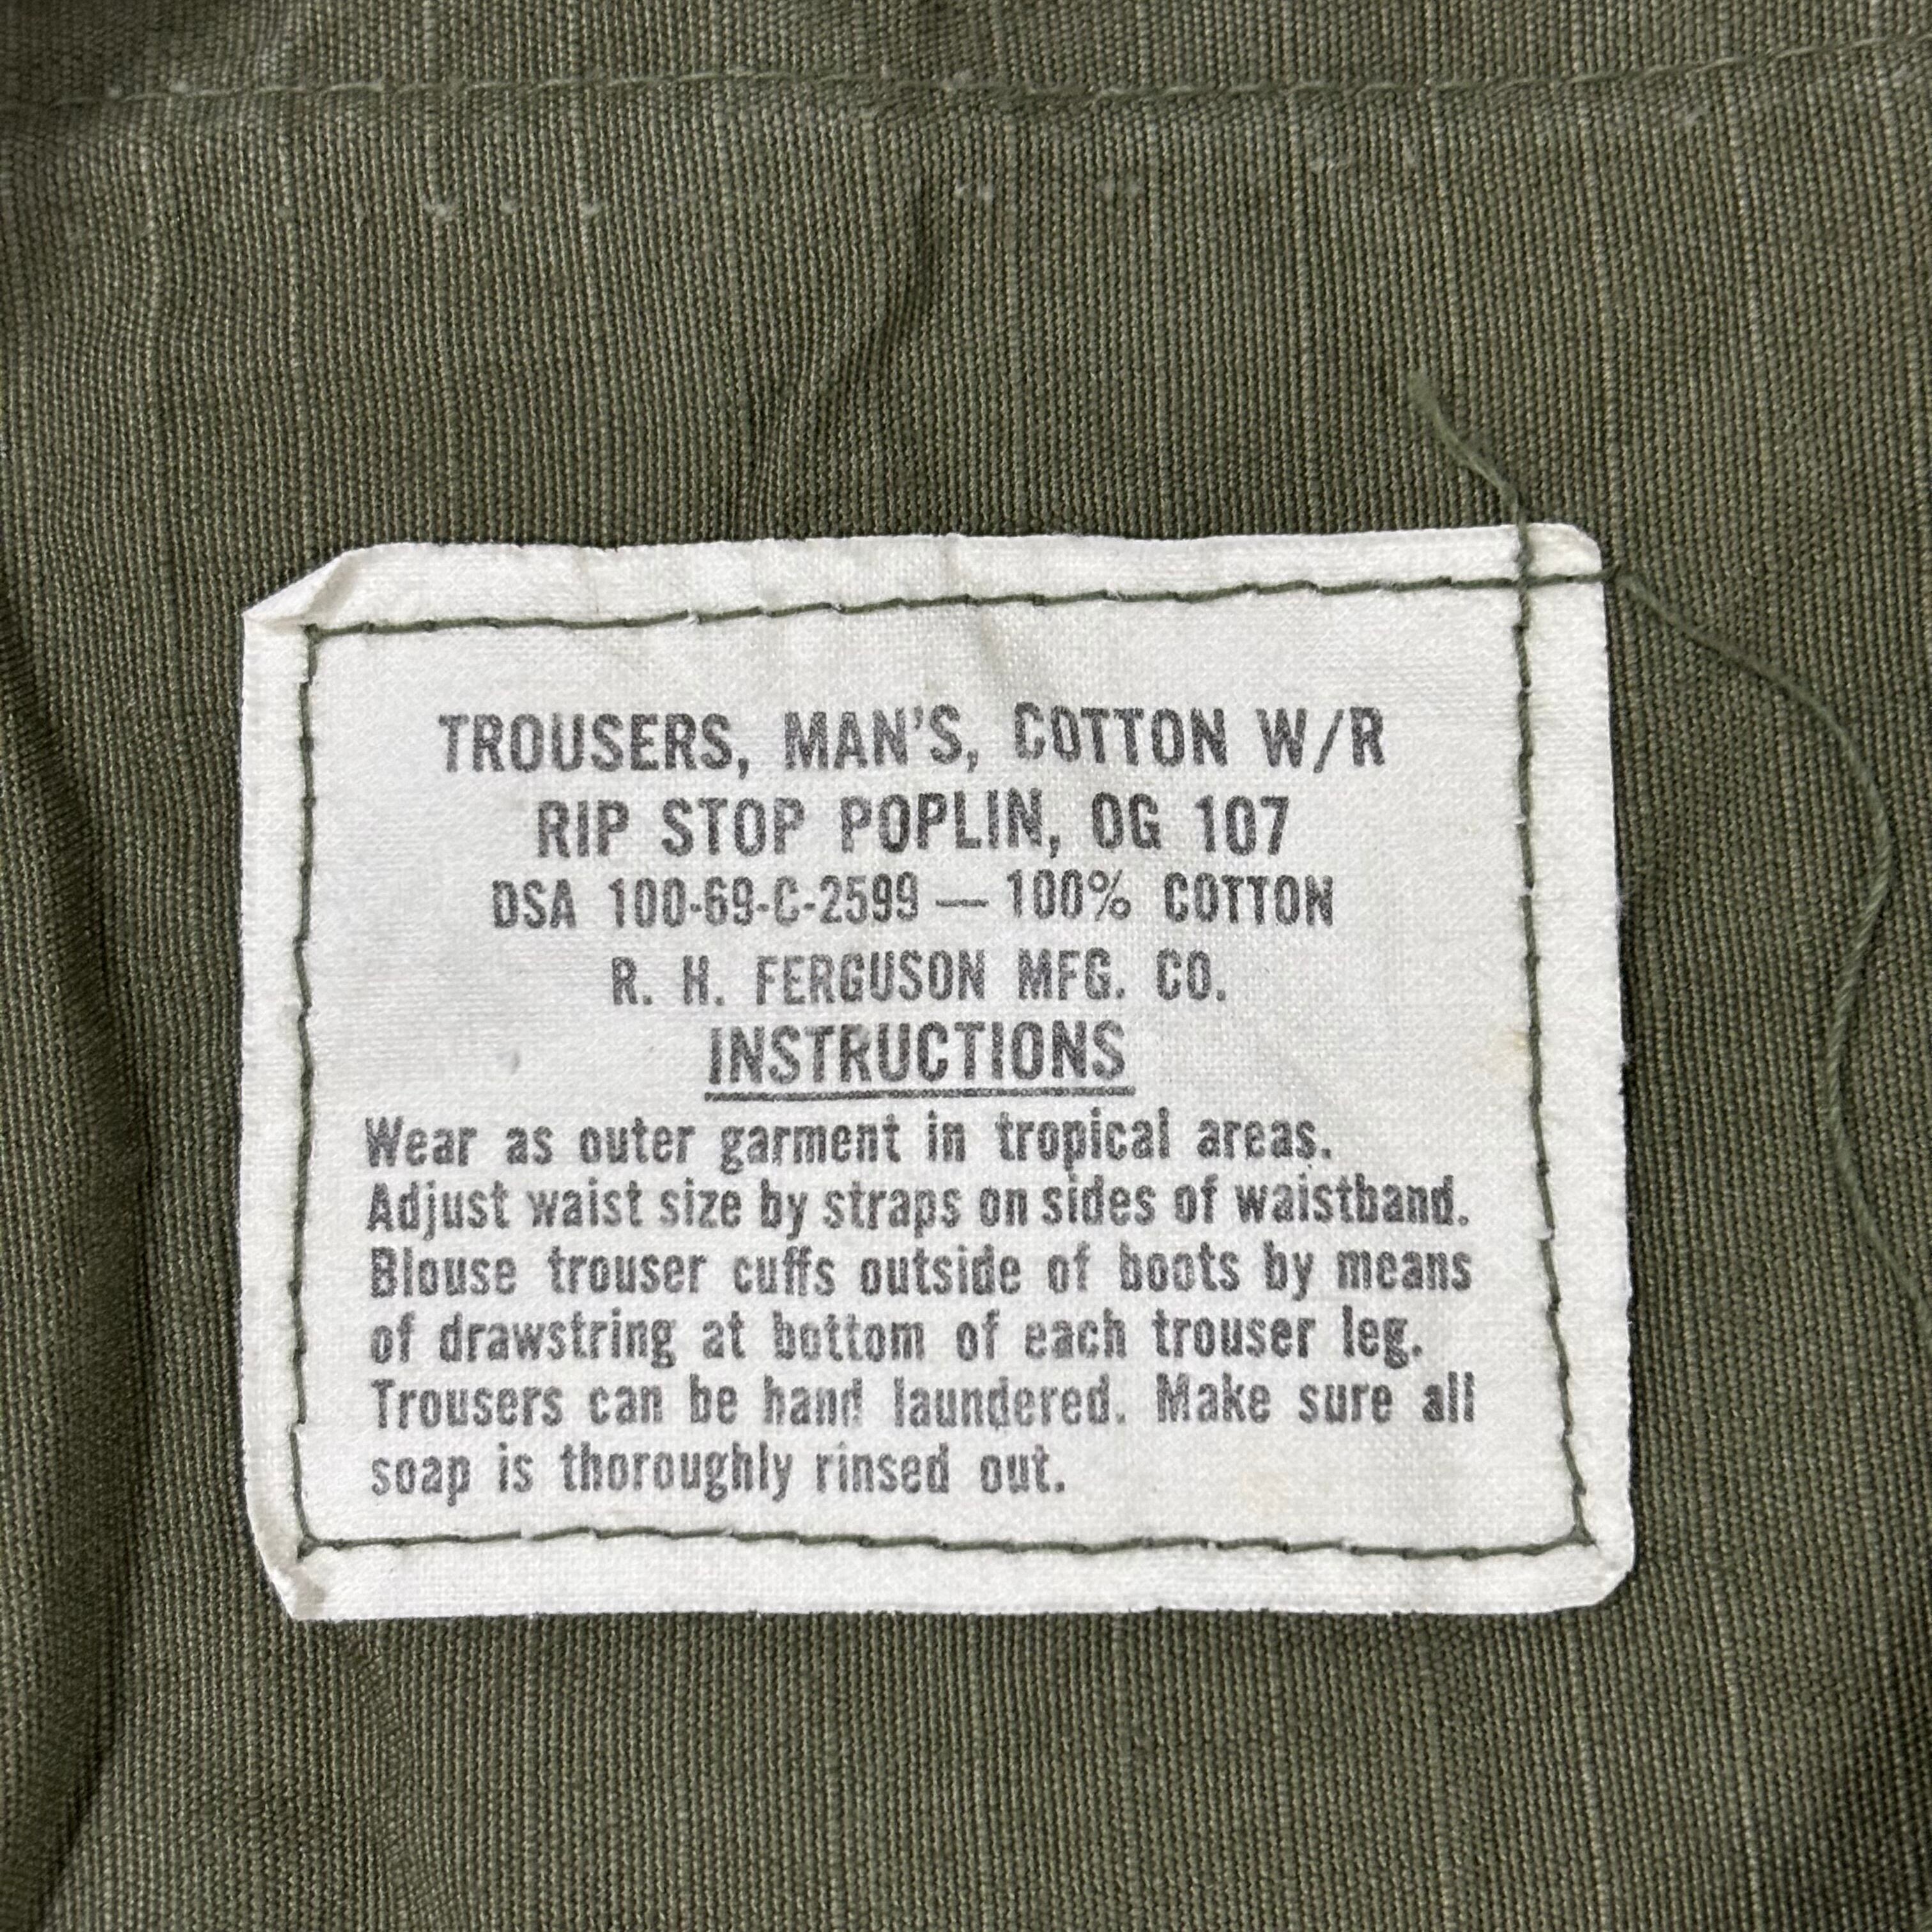 TROUSERS, MAN'S, COTTON W/R
RIP STOP POPLIN, OG 107
DSA 100-69-C-2599 — 100% COTTON
R. H. FERGUSON MFG. CO.
INSTRUCTIONS
Wear as outer garment in tropical areas.
Adjust waist size by straps on sides of waistband.
Blouse trouser cuffs outside of boots by means
of drawstring at bottom of each trouser leg.
Trousers can be hand laundered. Make sure all
soap is thoroughly rinsed out.